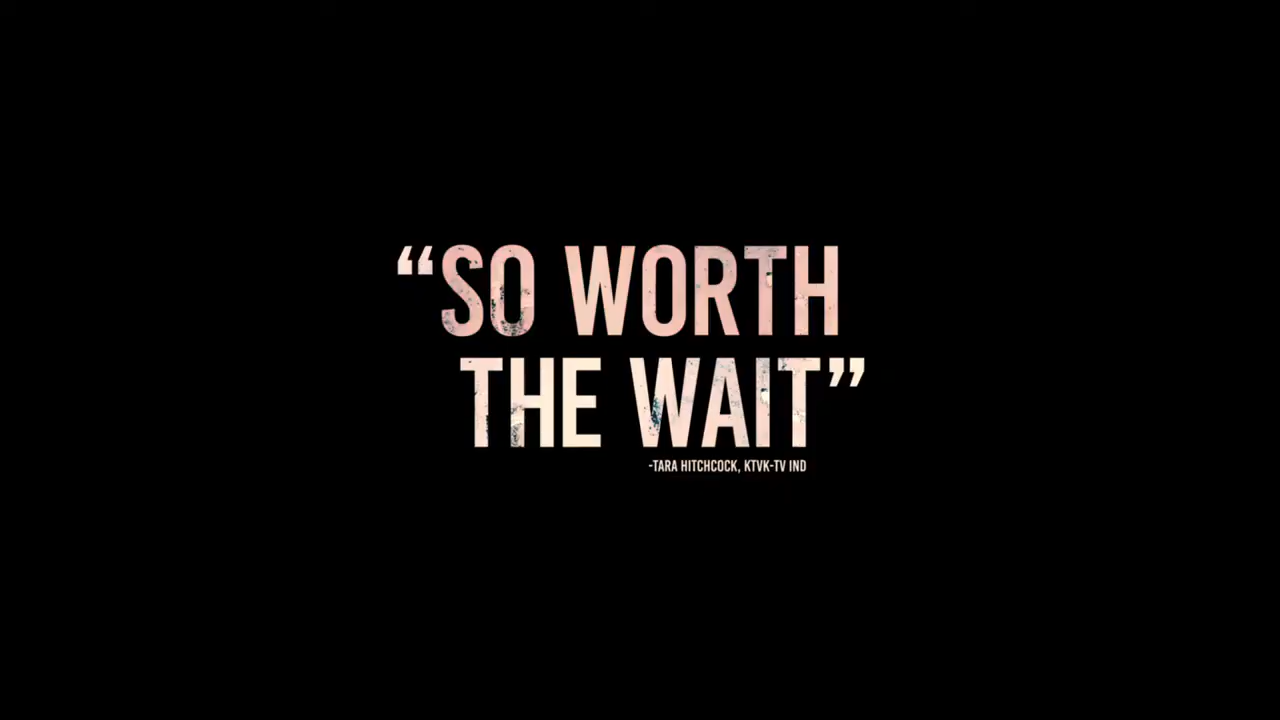 “SO WORTH
THE WAIT”
-TARA HITCHCOCK, KTVK-TV IND